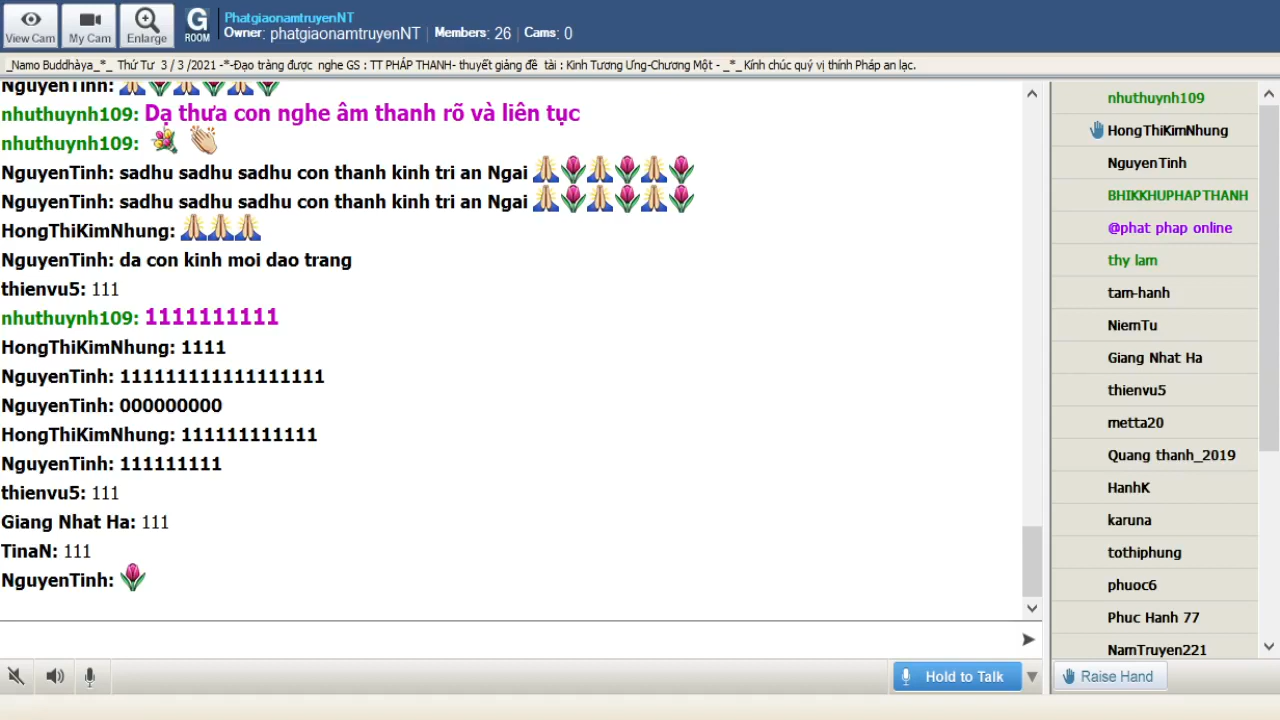 View Cam
My Cam
Enlarge
G
ROOM
PhatgiaonamtruyenNT
Owner: phatgiaonamtruyenNT | Members: 26 | Cams: 0
_Namo Buddhàya_*_ Thứ Tư 3 / 3 /2021 -*-Đạo tràng được nghe GS : TT PHÁP THANH- thuyết giảng đề tài : Kinh Tương Ưng-Chương Một - _*_ Kính chúc quý vị thính Pháp an lạc.
NguyenTinh:
nhuthuynh109: Dạ thưa con nghe âm thanh rõ và liên tục
nhuthuynh109:
NguyenTinh: sadhu sadhu sadhu con thanh kinh tri an Ngai
NguyenTinh: sadhu sadhu sadhu con thanh kinh tri an Ngai
HongThiKimNhung:
NguyenTinh: da con kinh moi dao trang
thienvu5: 111
nhuthuynh109: 1111111111
HongThiKimNhung: 1111
NguyenTinh: 11111111111111111
NguyenTinh: 000000000
HongThiKimNhung: 111111111111
NguyenTinh: 111111111
thienvu5: 111
Giang Nhat Ha: 111
TinaN: 111
NguyenTinh:
Hold to Talk
nhuthuynh109
HongThiKimNhung
NguyenTinh
BHIKKHUPHAPTHANH
@phat phap online
thy lam
tam-hanh
NiemTu
Giang Nhat Ha
thienvu5
metta20
Quang thanh_2019
HanhK
karuna
tothiphung
phuoc6
Phuc Hanh 77
NamTruyen221
Raise Hand